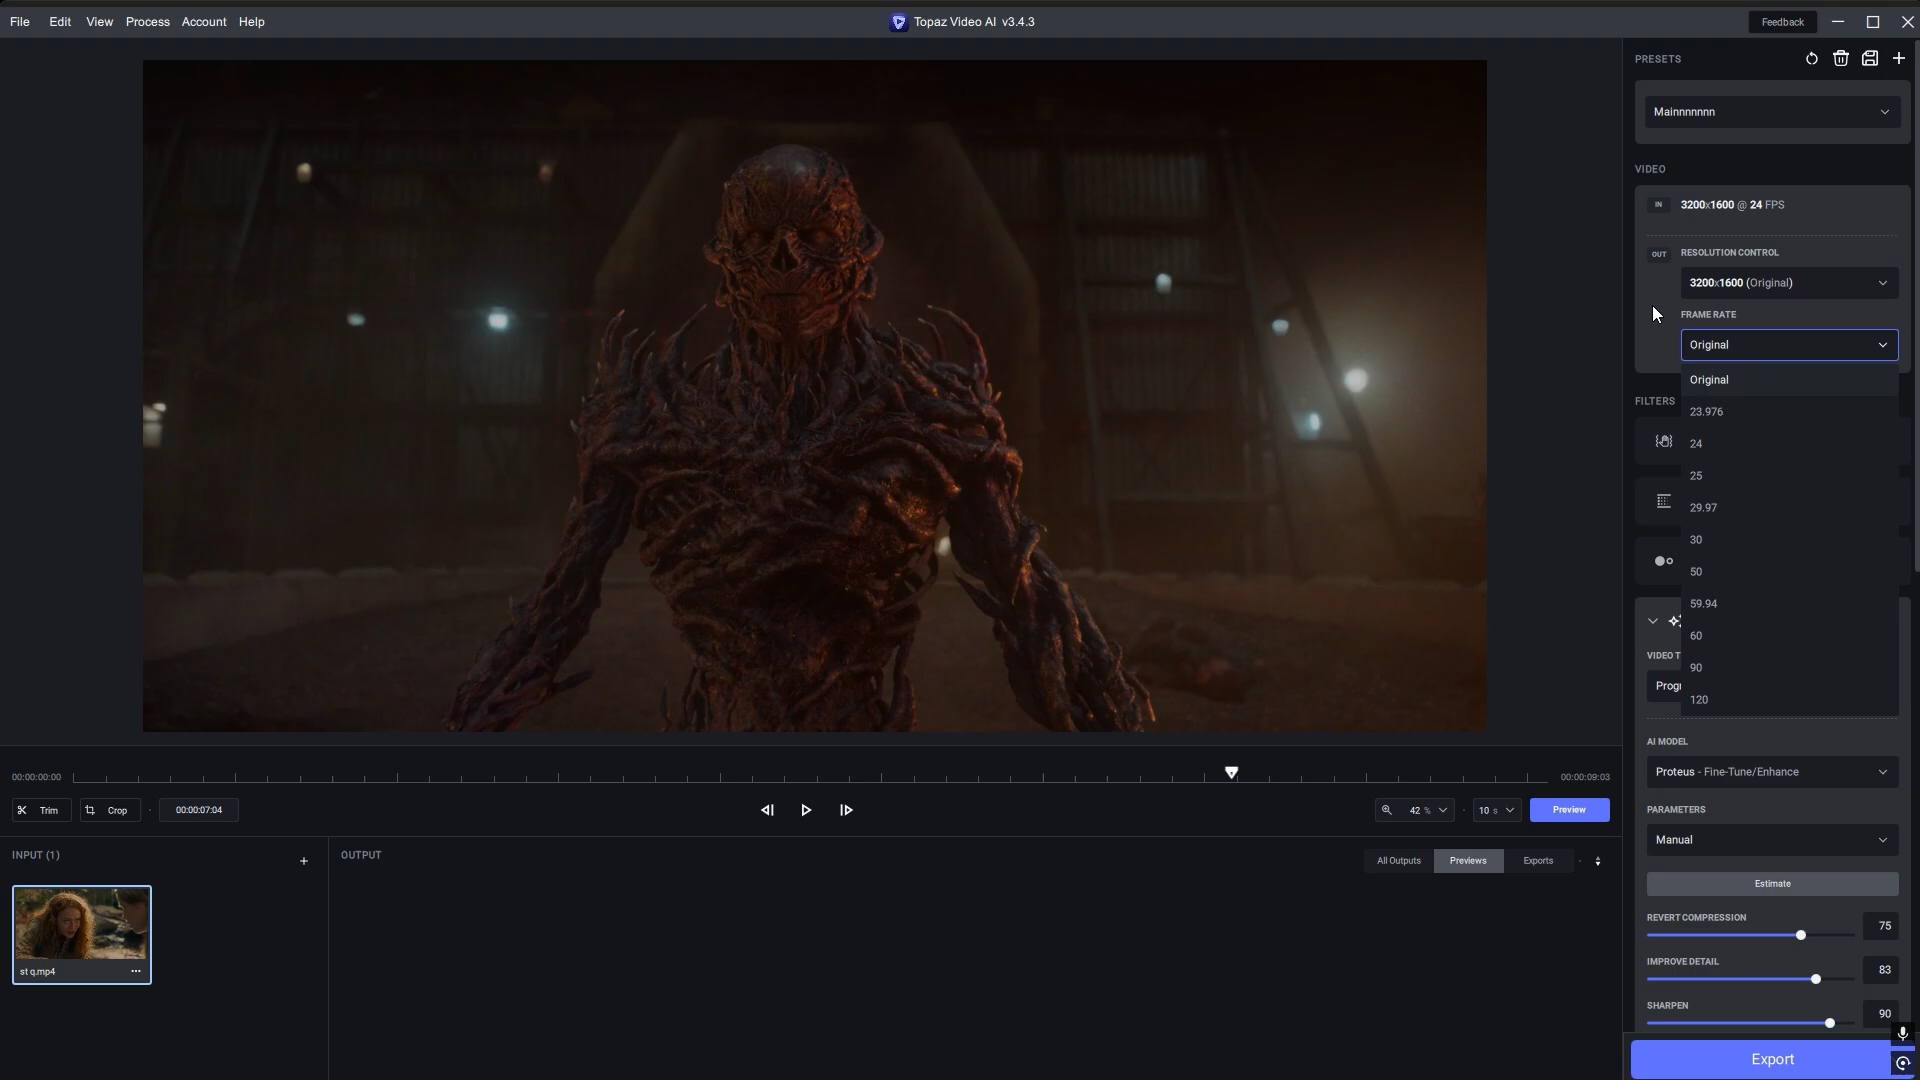 File Edit View Process Account Help
Topaz Video AI v3.4.3
Feedback
PRESETS
Mainnnnnnn
VIDEO
IN 3200x1600 @ 24 FPS
OUT RESOLUTION CONTROL
3200x1600 (Original)
FRAME RATE
Original
Original
23.976
FILTERS
24
25
29.97
30
50
59.94
60
VIDEO T
90
Progr
120
AI MODEL
Proteus - Fine-Tune/Enhance
00:00:00:00
00:00:09:03
Trim Crop 00:00:07:04
42 % 10 s Preview
PARAMETERS
Manual
INPUT (1)
OUTPUT
All Outputs Previews Exports
Estimate
REVERT COMPRESSION 75
IMPROVE DETAIL 83
st q.mp4
SHARPEN 90
Export